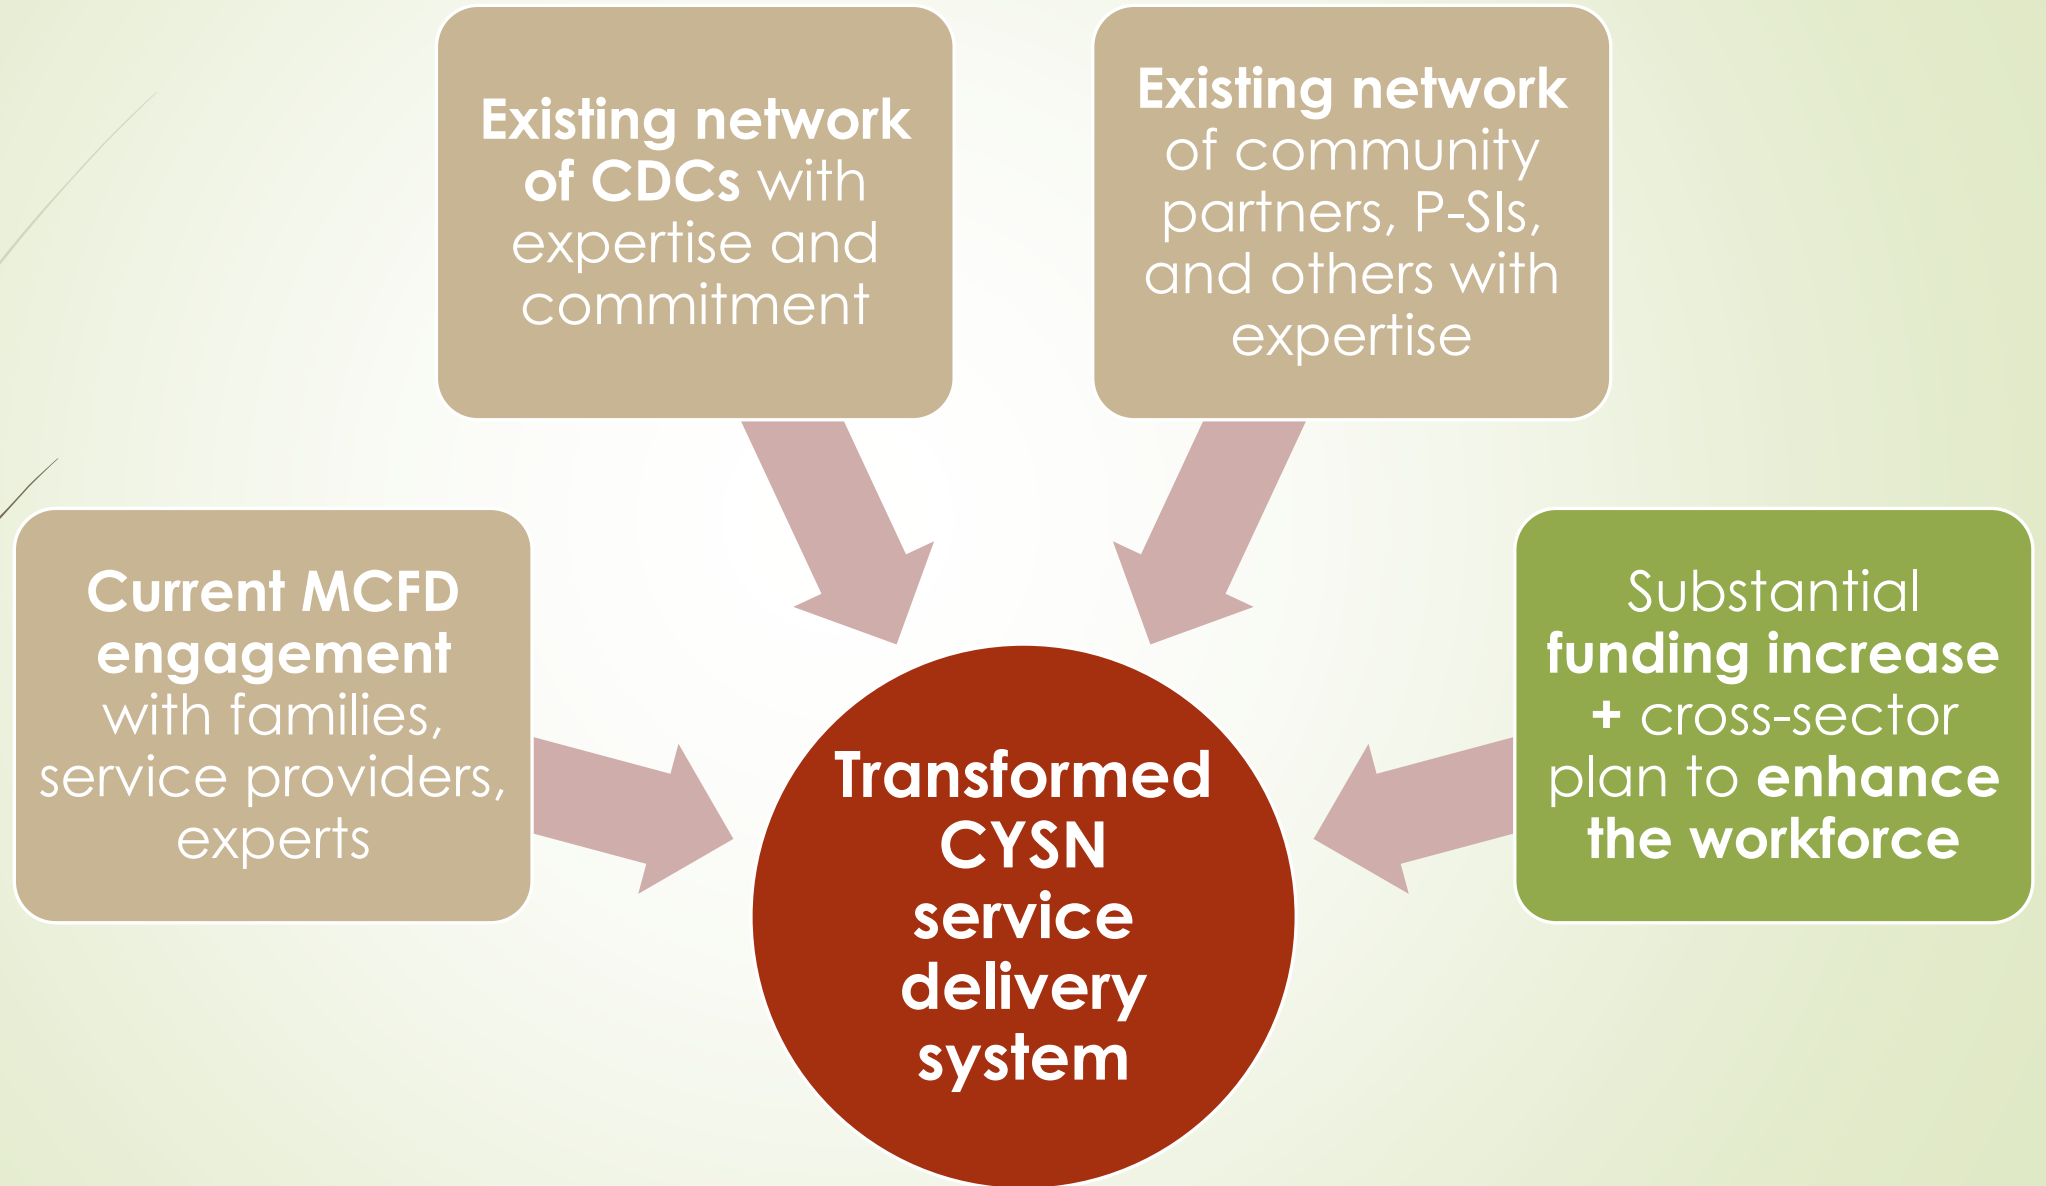 Existing network
of CDCs with
expertise and
commitment
Existing network
of community
partners, P-SIs,
and others with
expertise
Current MCFD
engagement
with families,
service providers,
experts
Substantial
funding increase
+ cross-sector
plan to enhance
the workforce
Transformed
CYSN
service
delivery
system